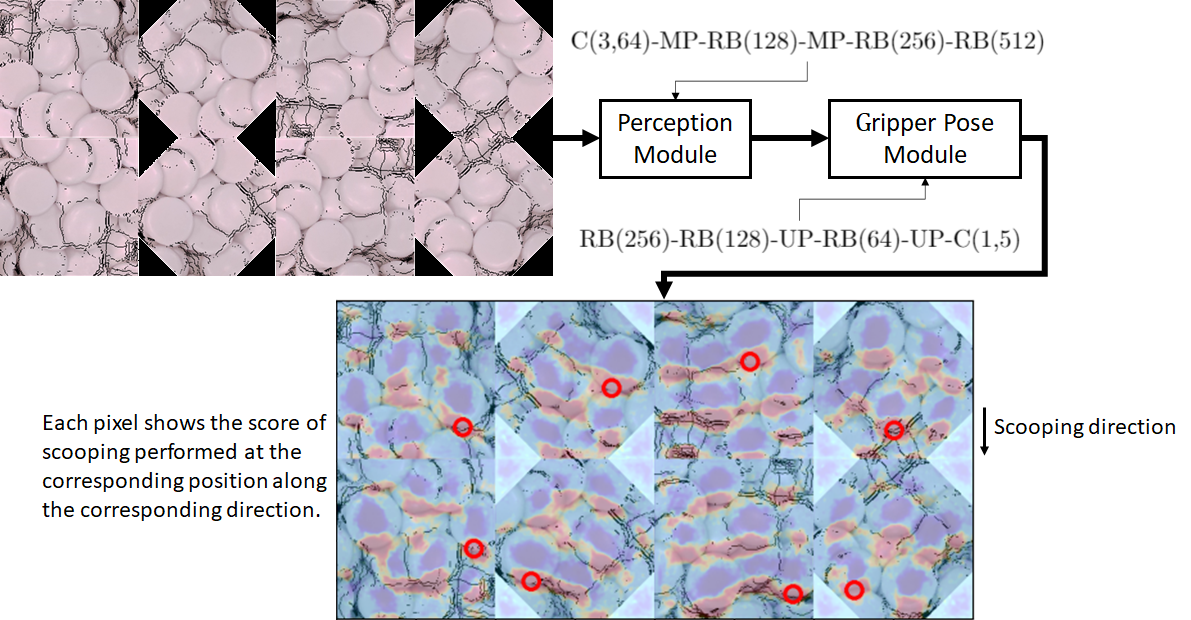 C(3,64)-MP-RB(128)-MP-RB(256)-RB(512)
Perception
Module
Gripper Pose
Module
RB(256)-RB(128)-UP-RB(64)-UP-C(1,5)
Each pixel shows the score of
scooping performed at the
corresponding position along
the corresponding direction.
Scooping direction